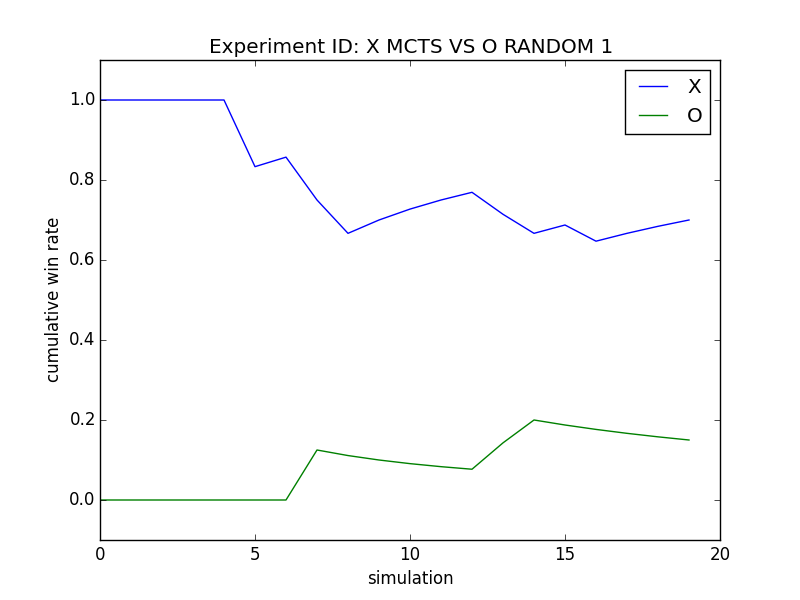 Experiment ID: X MCTS VS O RANDOM 1
X
O
1.0
0.8
0.6
0.4
0.2
0.0
cumulative win rate
0 5 10 15 20
simulation